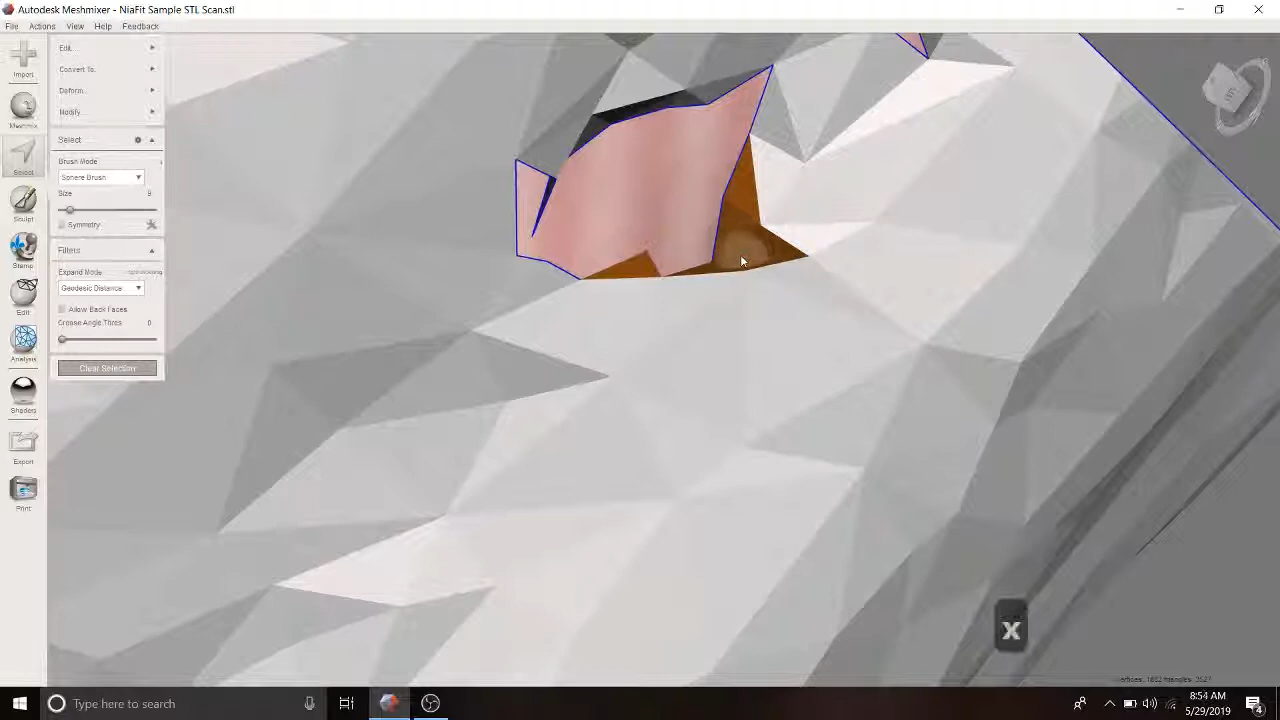 Autodesk Meshmixer - NiaFit Sample STL Scan.stl
File Actions View Help Feedback
Import
Meshmix
Select
Sculpt
Stamp
Edit
Analysis
Shaders
Export
Print
Edit..
Convert To..
Deform..
Modify..
Select
Brush Mode
Sphere Brush
Size 9
Symmetry
Filters
Expand Mode
Geodesic Distance
Allow Back Faces
Crease Angle Thres 0
Clear Selection
X
Type here to search
8:54 AM
5/29/2019
4